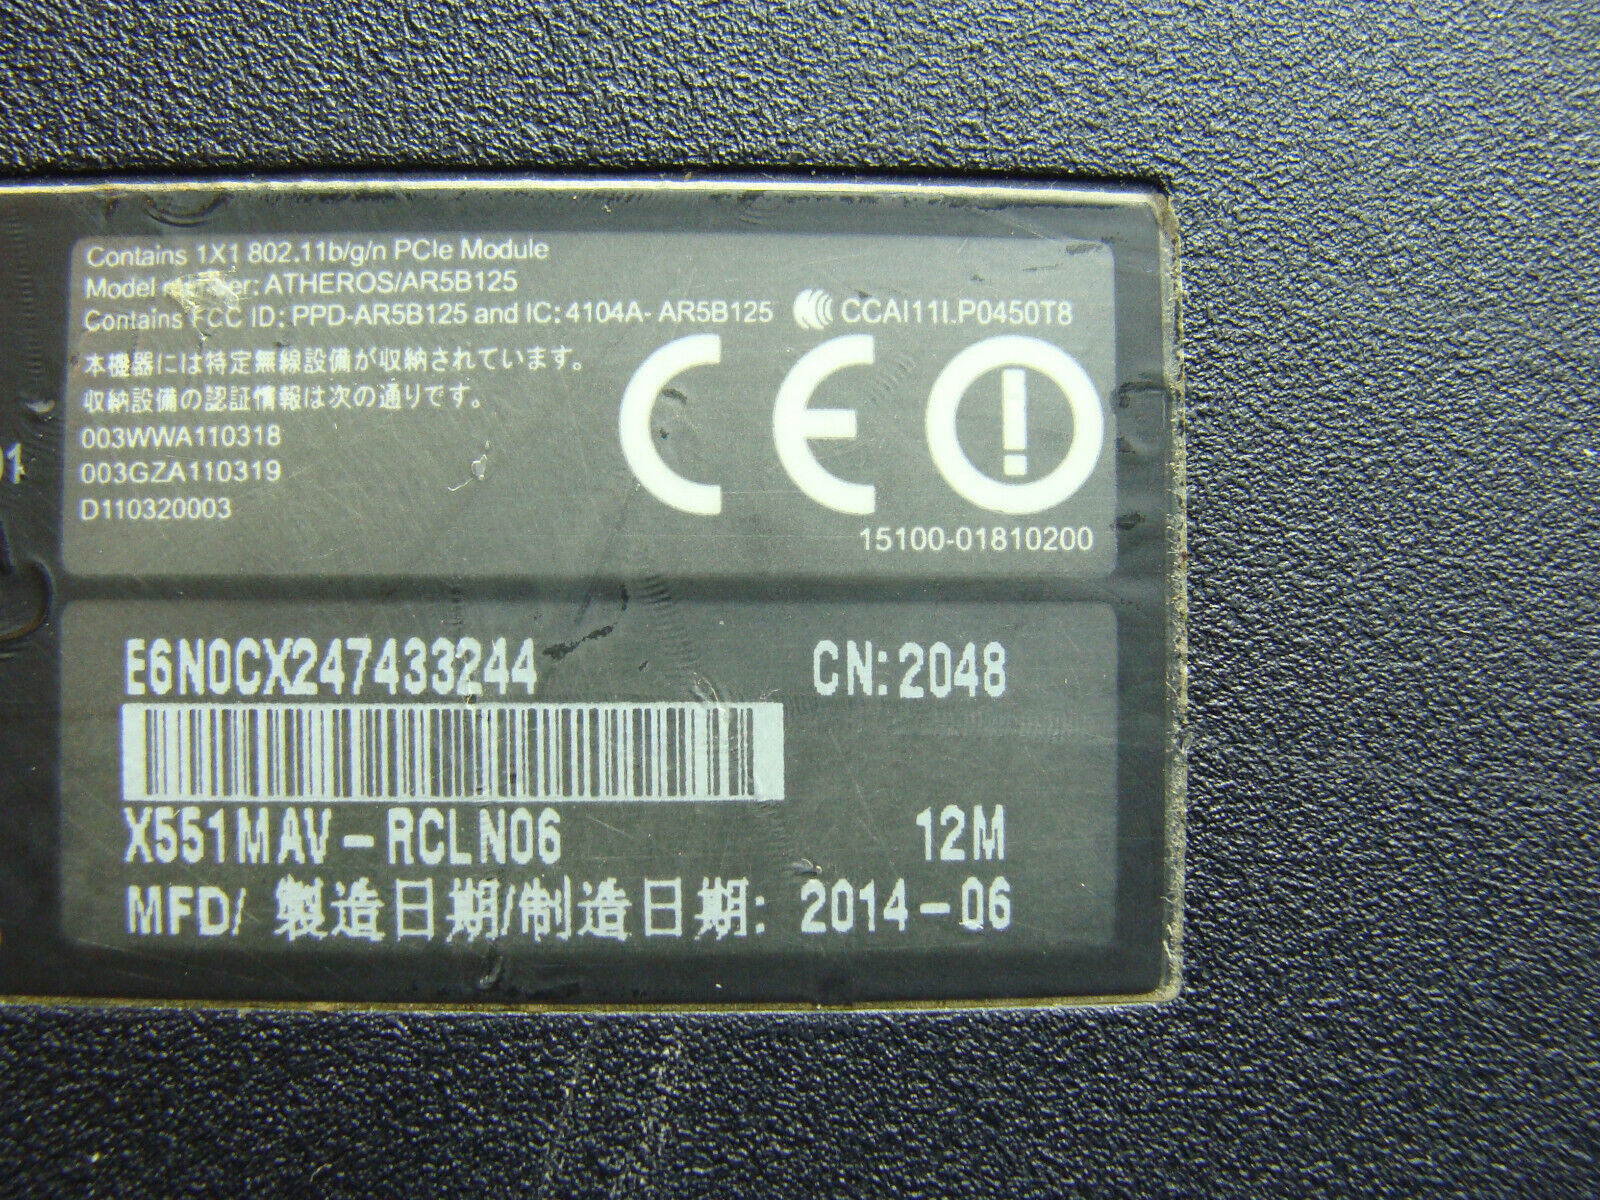 Contains 1X1 802.11b/g/n PCIe Module
Model number: ATHEROS/AR5B125
Contains FCC ID: PPD-AR5B125 and IC: 4104A- AR5B125 CCAI11LP0450T8
本機器には特定無線設備が収納されています。
収納設備の認証情報は次の通りです。
003WWA110318
003GZA110319
D110320003
CE
15100-01810200
E6N0CX247433244 CN: 2048
X551MAV-RCLN06 12M
MFD/ 製造日期/制造日期: 2014-06